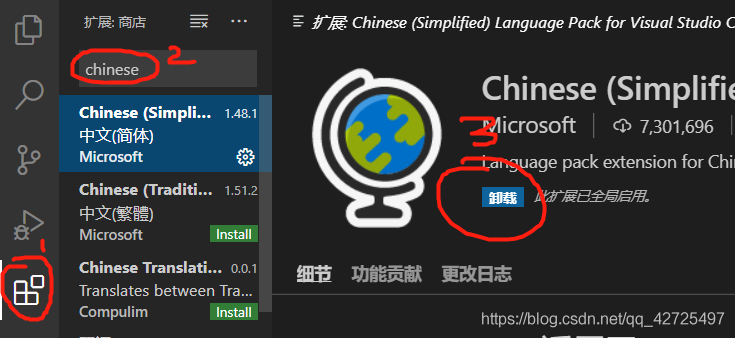 扩展: 商店
chinese
2
Chinese (Simpli... 1.48.1
中文(简体)
Microsoft
Chinese (Traditi... 1.51.2
中文(繁體)
Microsoft Install
Chinese Translati... 0.0.1
Translates between Tra...
Compulim Install
1
扩展: Chinese (Simplified) Language Pack for Visual Studio C
Chinese (Simplifie
Microsoft 7,301,696
3
Language pack extension for Chi
卸载 此扩展已全局启用。
细节 功能贡献 更改日志
https://blog.csdn.net/qq_42725497